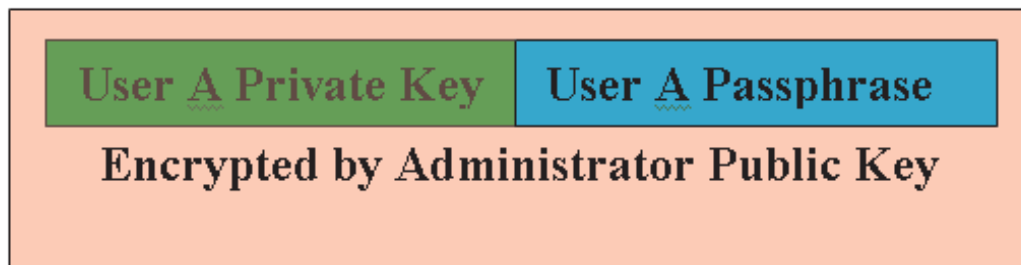 User A Private Key User A Passphrase
Encrypted by Administrator Public Key